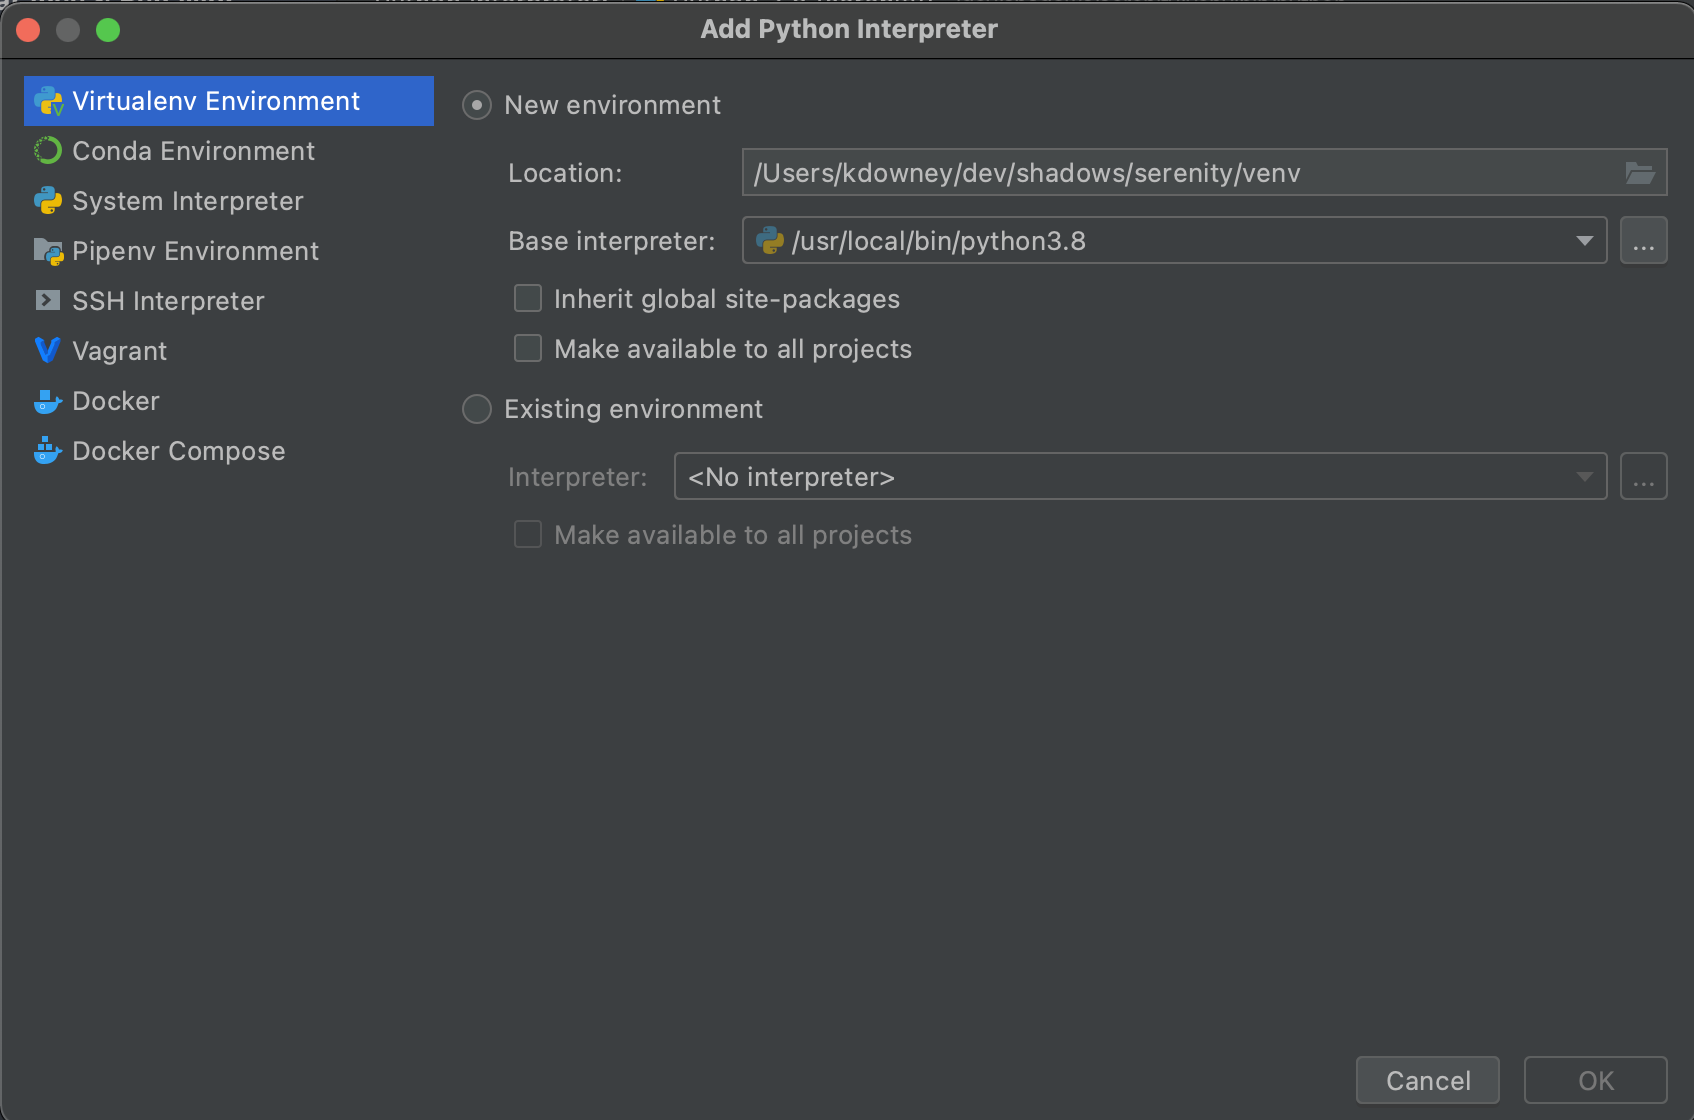 Add Python Interpreter
Virtualenv Environment
Conda Environment
System Interpreter
Pipenv Environment
SSH Interpreter
Vagrant
Docker
Docker Compose
New environment
Location: /Users/kdowney/dev/shadows/serenity/venv
Base interpreter: /usr/local/bin/python3.8 ...
Inherit global site-packages
Make available to all projects
Existing environment
Interpreter: <No interpreter> ...
Make available to all projects
Cancel OK